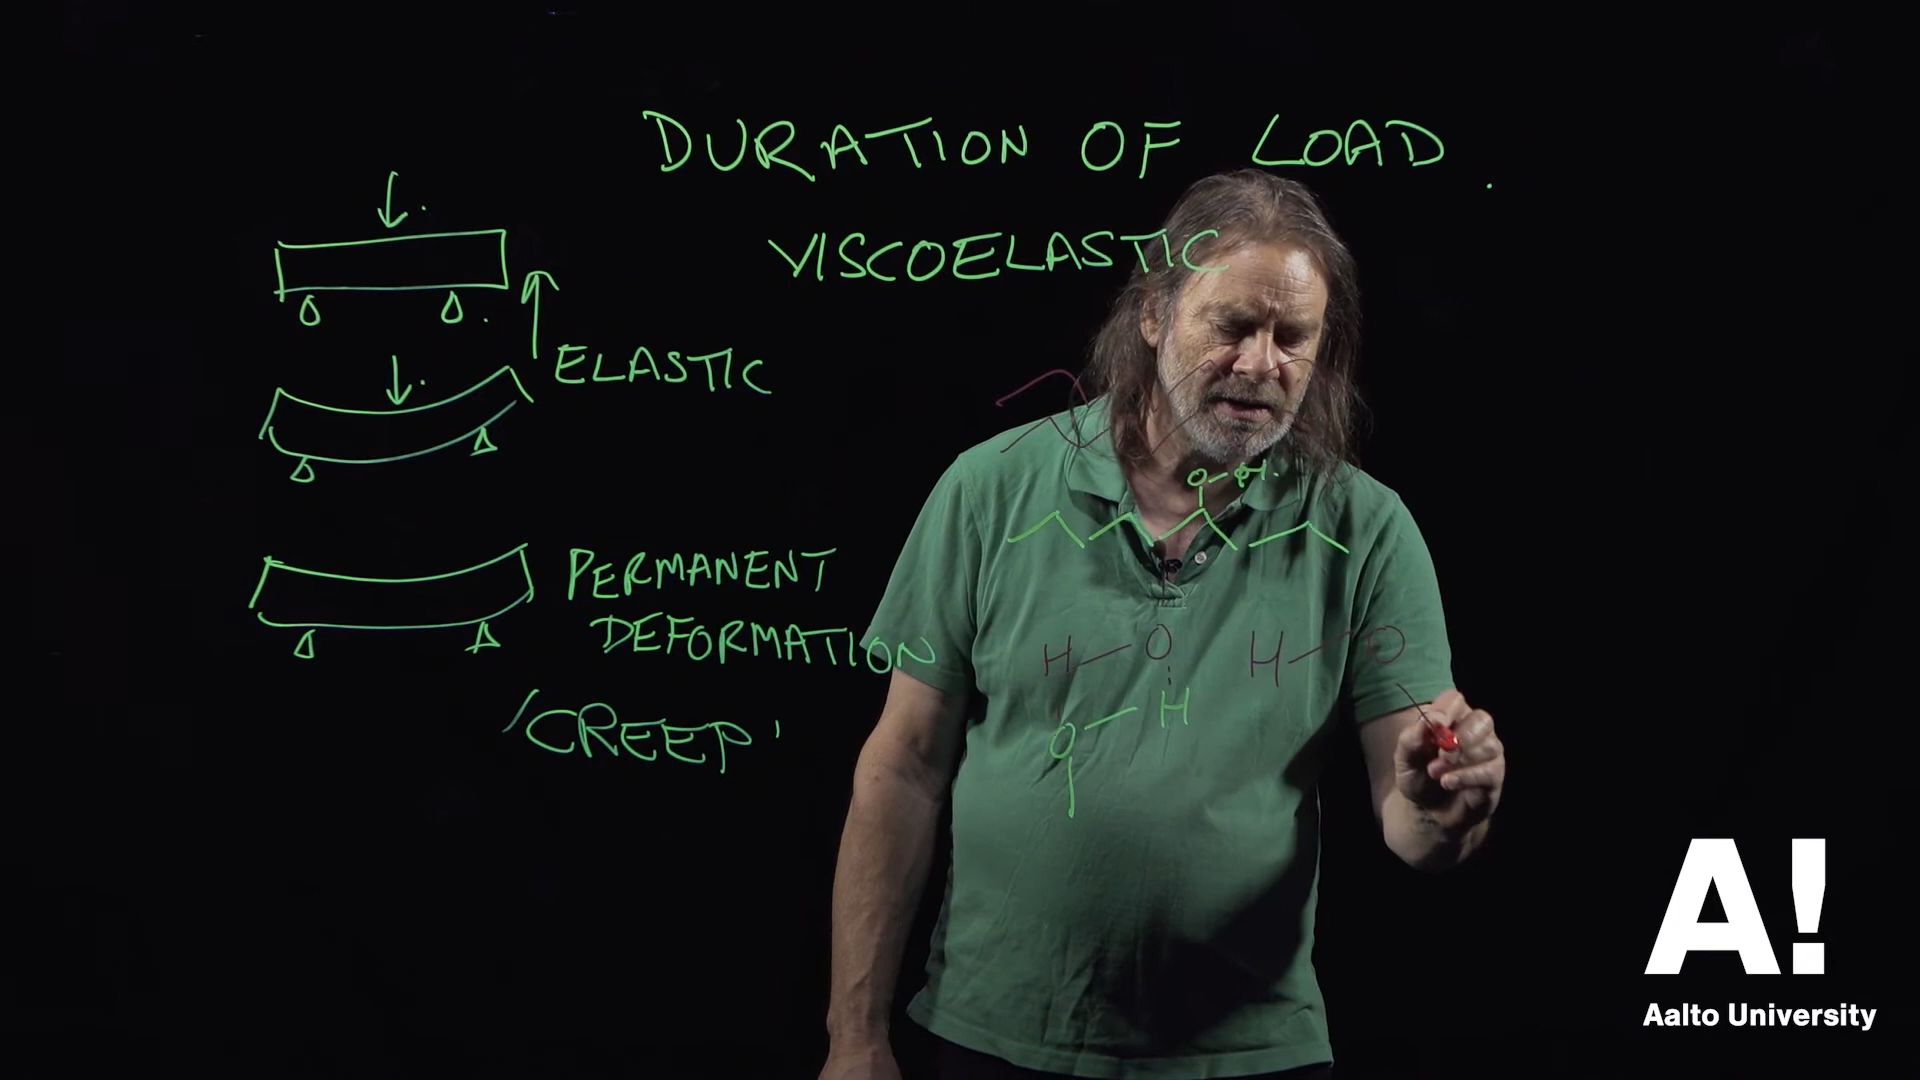 DURATION OF LOAD.
VISCOELASTIC
ELASTIC
PERMANENT
DEFORMATION
'CREEP'
O-H.
H-O H-O
O-H
A!
Aalto University